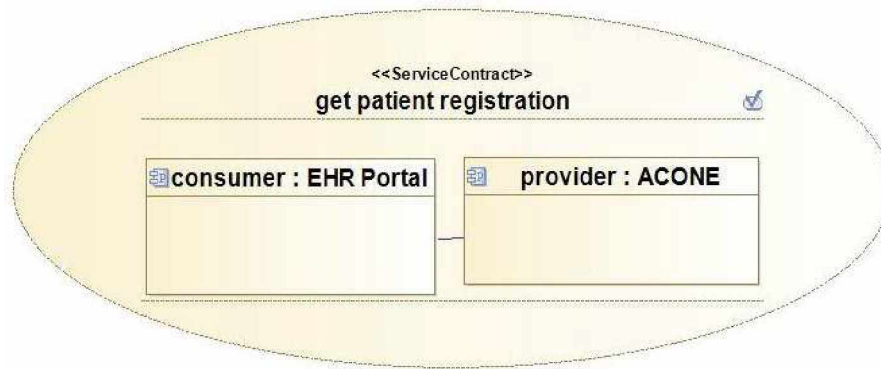 <<ServiceContract>>
get patient registration
consumer : EHR Portal
provider : ACONE